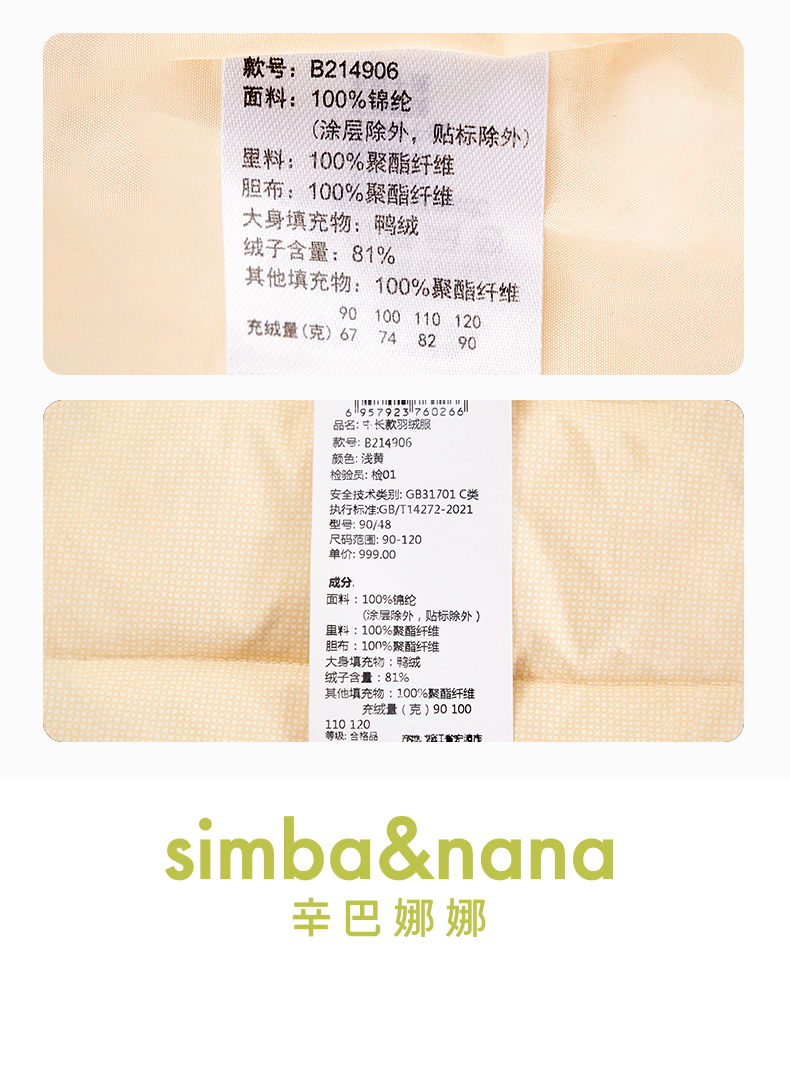 款号：B214906
面料：100%锦纶
（涂层除外，贴标除外）
里料：100%聚酯纤维
胆布：100%聚酯纤维
大身填充物：鸭绒
绒子含量：81%
其他填充物：100%聚酯纤维
90 100 110 120
充绒量(克) 67 74 82 90
6 957923 760266
品名: 中长款羽绒服
款号: B214906
颜色: 浅黄
检验员: 检01
安全技术类别: GB31701 C类
执行标准:GB/T14272-2021
型号: 90/48
尺码范围: 90-120
单价: 999.00
成分.
面料：100%锦纶
（涂层除外，贴标除外）
里料：100%聚酯纤维
胆布：100%聚酯纤维
大身填充物：鸭绒
绒子含量：81%
其他填充物：100%聚酯纤维
充绒量（克）90 100
110 120
等级: 合格品
simba&nana
辛巴娜娜